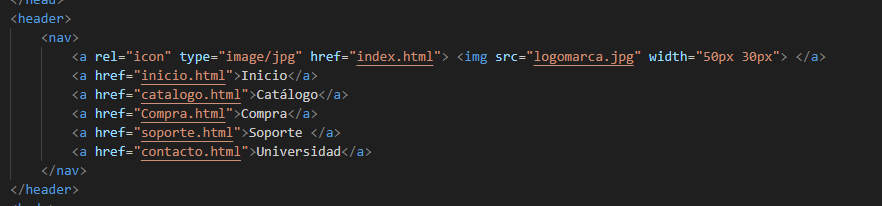 </head>
<header>
<nav>
<a rel="icon" type="image/jpg" href="index.html"> <img src="logomarca.jpg" width="50px 30px"> </a>
<a href="inicio.html">Inicio</a>
<a href="catalogo.html">Catálogo</a>
<a href="Compra.html">Compra</a>
<a href="soporte.html">Soporte </a>
<a href="contacto.html">Universidad</a>
</nav>
</header>